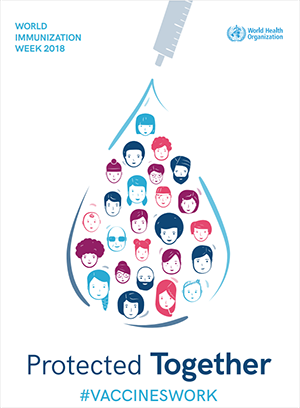 WORLD
IMMUNIZATION
WEEK 2018
World Health
Organization
Protected Together
#VACCINESWORK